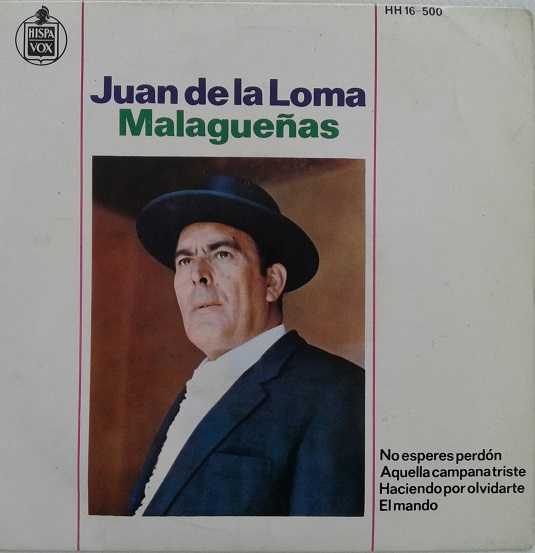 HISPA
VOX
HH 16-500
Juan de la Loma
Malagueñas
No esperes perdón
Aquella campana triste
Haciendo por olvidarte
El mando